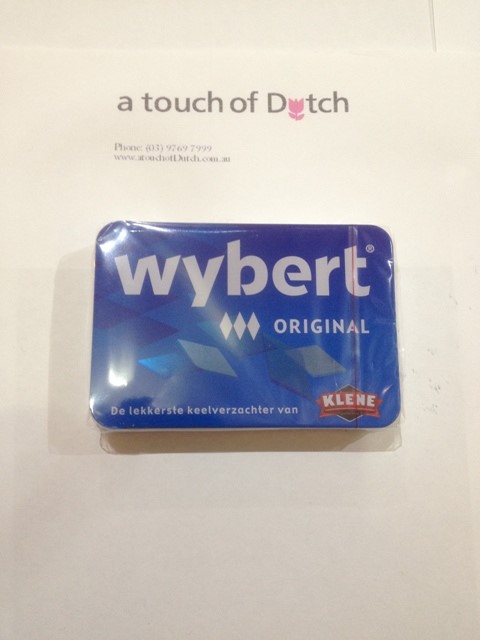 a touch of Dutch
Phone: (03) 9769 7999
www.atouchofDutch.com.au
wybert®
ORIGINAL
De lekkerste keelverzachter van
KLENE